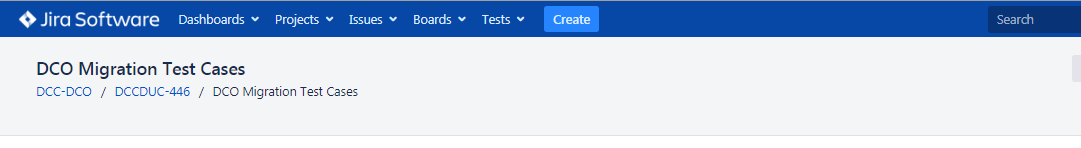 Jira Software Dashboards Projects Issues Boards Tests Create Search
DCO Migration Test Cases
DCC-DCO / DCCDUC-446 / DCO Migration Test Cases